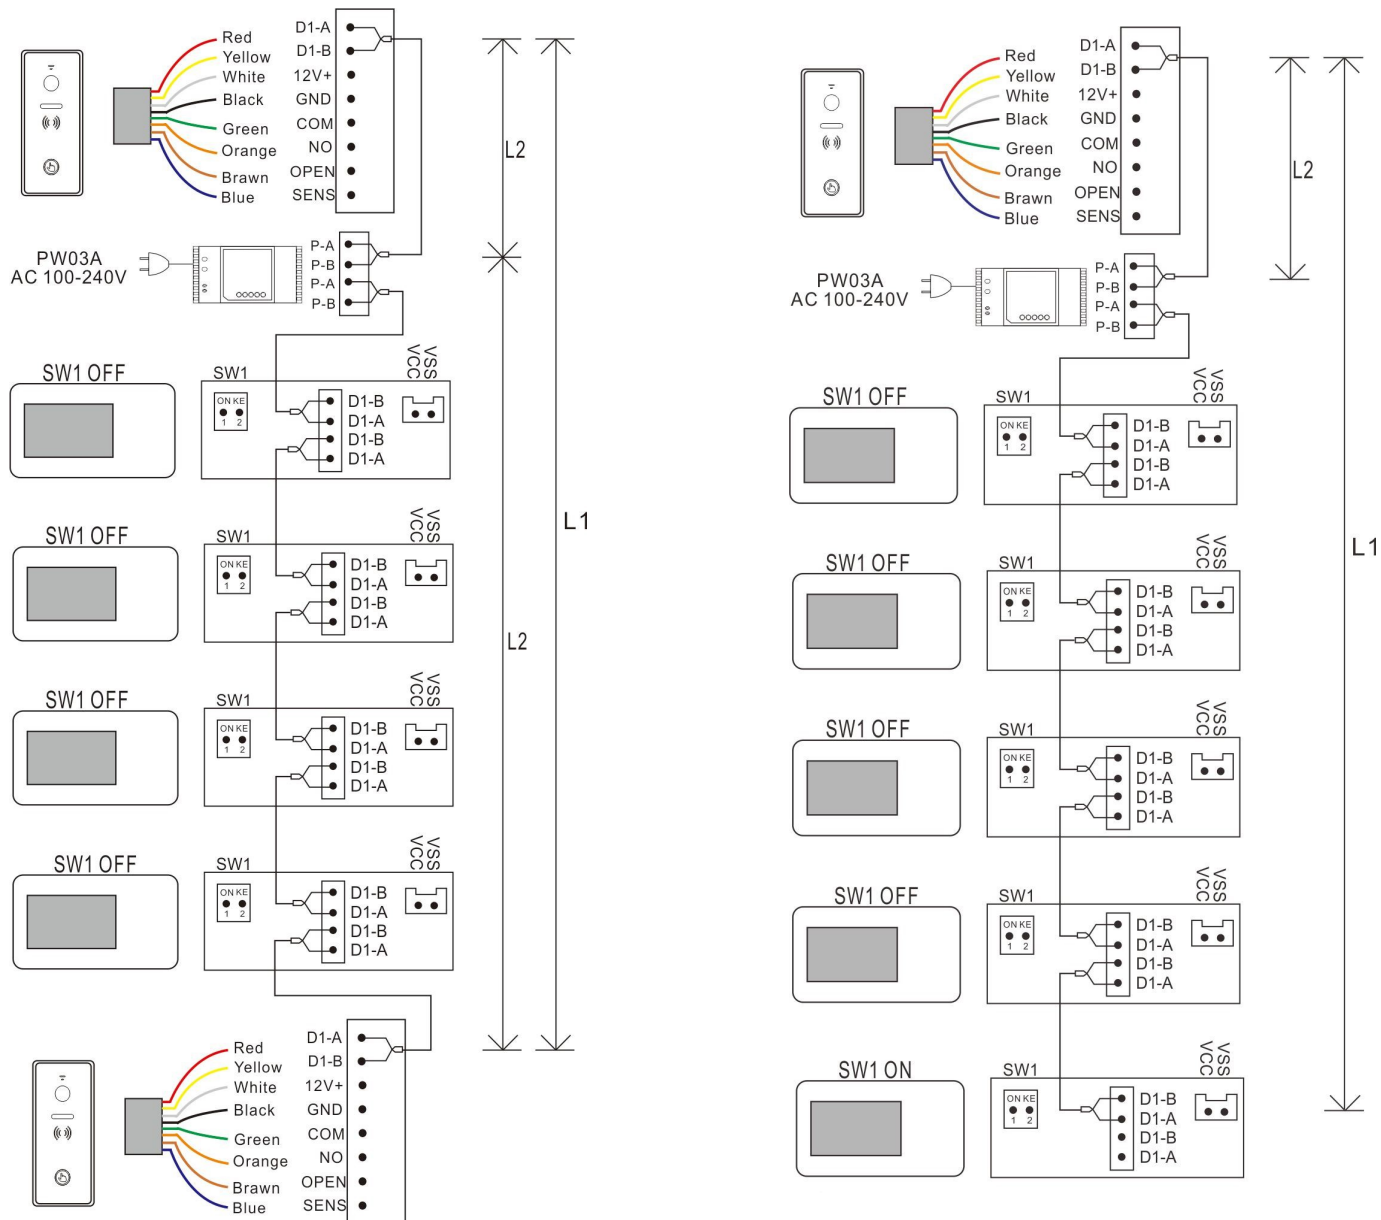 Red
Yellow
White
Black
Green
Orange
Brawn
Blue
D1-A
D1-B
12V+
GND
COM
NO
OPEN
SENS
L2
PW03A
AC 100-240V
P-A
P-B
P-A
P-B
SW1 OFF
SW1
ON KE
1 2
D1-B
D1-A
D1-B
D1-A
VCC
VSS
SW1 OFF
SW1
ON KE
1 2
D1-B
D1-A
D1-B
D1-A
VCC
VSS
L1
L2
SW1 OFF
SW1
ON KE
1 2
D1-B
D1-A
D1-B
D1-A
VCC
VSS
SW1 OFF
SW1
ON KE
1 2
D1-B
D1-A
D1-B
D1-A
VCC
VSS
Red
Yellow
White
Black
Green
Orange
Brawn
Blue
D1-A
D1-B
12V+
GND
COM
NO
OPEN
SENS
Red
Yellow
White
Black
Green
Orange
Brawn
Blue
D1-A
D1-B
12V+
GND
COM
NO
OPEN
SENS
L2
PW03A
AC 100-240V
P-A
P-B
P-A
P-B
SW1 OFF
SW1
ON KE
1 2
D1-B
D1-A
D1-B
D1-A
VCC
VSS
L1
SW1 OFF
SW1
ON KE
1 2
D1-B
D1-A
D1-B
D1-A
VCC
VSS
SW1 OFF
SW1
ON KE
1 2
D1-B
D1-A
D1-B
D1-A
VCC
VSS
SW1 OFF
SW1
ON KE
1 2
D1-B
D1-A
D1-B
D1-A
VCC
VSS
SW1 ON
SW1
ON KE
1 2
D1-B
D1-A
D1-B
D1-A
VCC
VSS